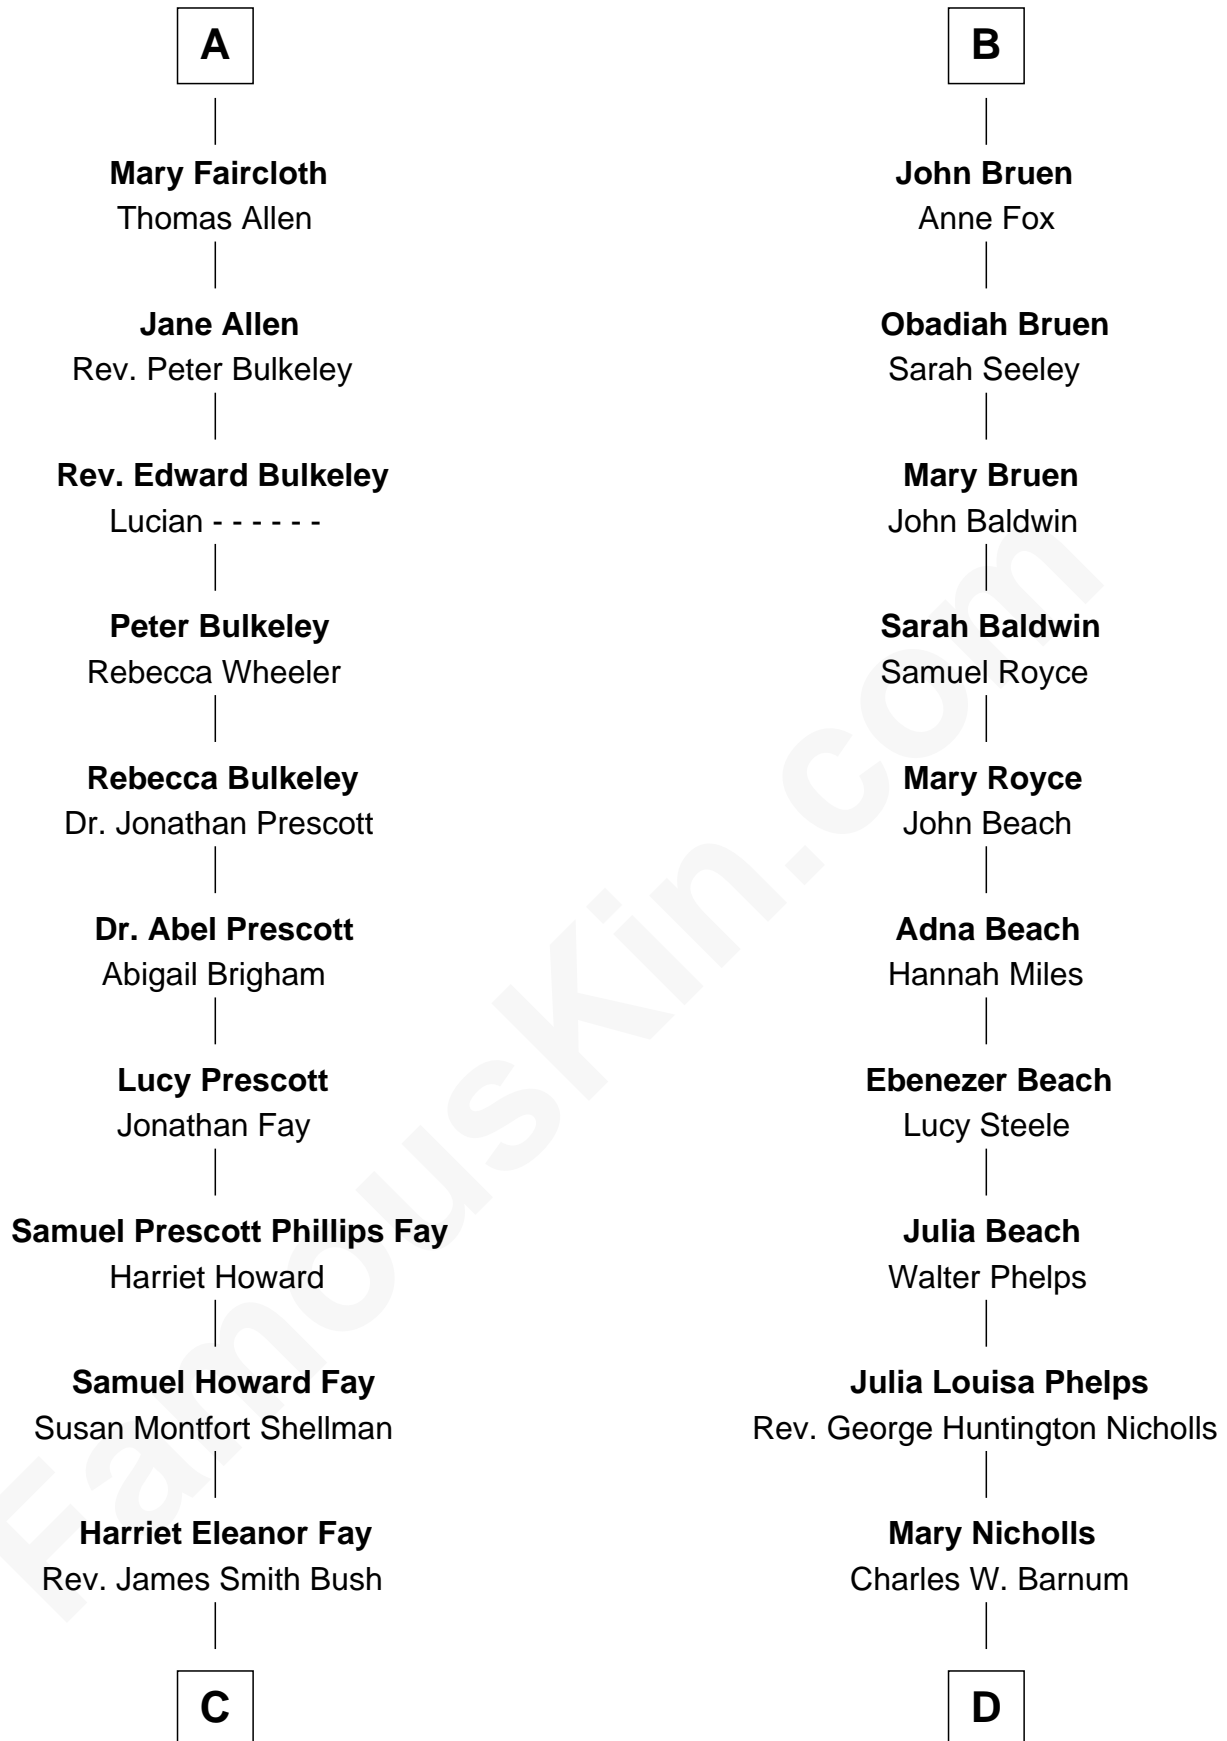 A
Mary Faircloth
Thomas Allen
Jane Allen
Rev. Peter Bulkeley
Rev. Edward Bulkeley
Lucian - - - - - -
Peter Bulkeley
Rebecca Wheeler
Rebecca Bulkeley
Dr. Jonathan Prescott
Dr. Abel Prescott
Abigail Brigham
Lucy Prescott
Jonathan Fay
Samuel Prescott Phillips Fay
Harriet Howard
Samuel Howard Fay
Susan Montfort Shellman
Harriet Eleanor Fay
Rev. James Smith Bush
C
B
John Bruen
Anne Fox
Obadiah Bruen
Sarah Seeley
Mary Bruen
John Baldwin
Sarah Baldwin
Samuel Royce
Mary Royce
John Beach
Adna Beach
Hannah Miles
Ebenezer Beach
Lucy Steele
Julia Beach
Walter Phelps
Julia Louisa Phelps
Rev. George Huntington Nicholls
Mary Nicholls
Charles W. Barnum
D
FamousKin.com